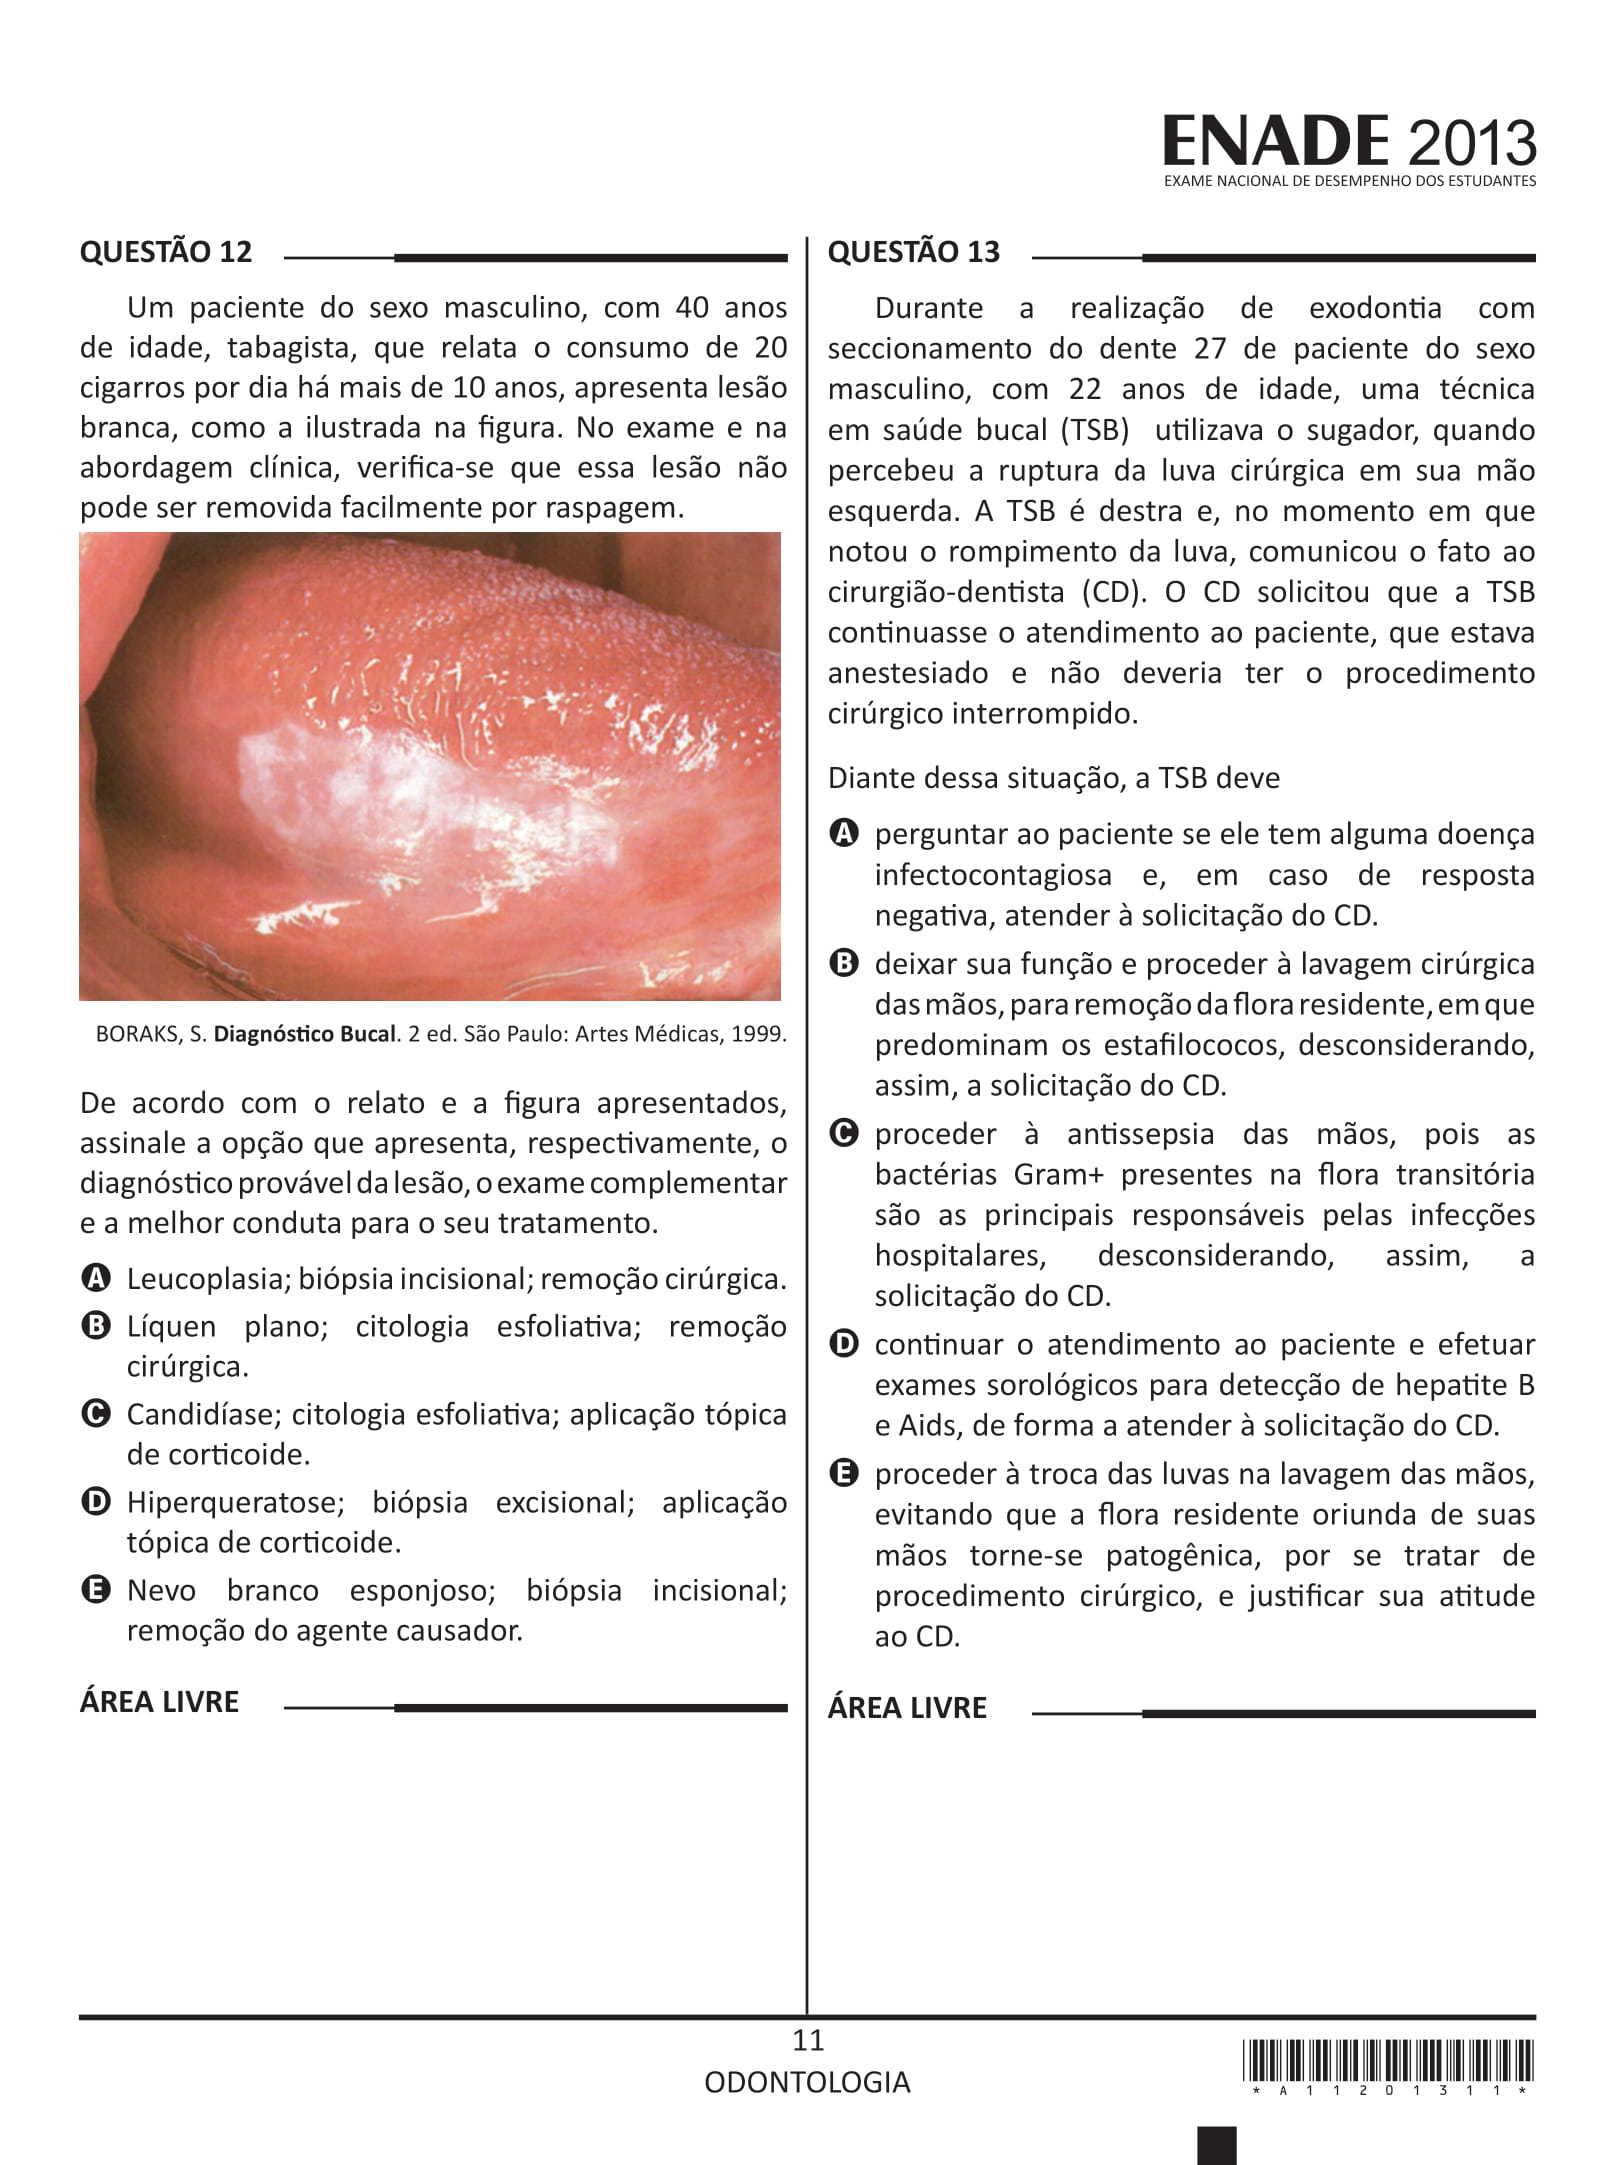 ENADE 2013
EXAME NACIONAL DE DESEMPENHO DOS ESTUDANTES
QUESTÃO 12
Um paciente do sexo masculino, com 40 anos
de idade, tabagista, que relata o consumo de 20
cigarros por dia há mais de 10 anos, apresenta lesão
branca, como a ilustrada na figura. No exame e na
abordagem clínica, verifica-se que essa lesão não
pode ser removida facilmente por raspagem.
BORAKS, S. Diagnóstico Bucal. 2 ed. São Paulo: Artes Médicas, 1999.
De acordo com o relato e a figura apresentados,
assinale a opção que apresenta, respectivamente, o
diagnóstico provável da lesão, o exame complementar
e a melhor conduta para o seu tratamento.
A Leucoplasia; biópsia incisional; remoção cirúrgica.
B Líquen plano; citologia esfoliativa; remoção
cirúrgica.
C Candidíase; citologia esfoliativa; aplicação tópica
de corticoide.
D Hiperqueratose; biópsia excisional; aplicação
tópica de corticoide.
E Nevo branco esponjoso; biópsia incisional;
remoção do agente causador.
ÁREA LIVRE
QUESTÃO 13
Durante a realização de exodontia com
seccionamento do dente 27 de paciente do sexo
masculino, com 22 anos de idade, uma técnica
em saúde bucal (TSB) utilizava o sugador, quando
percebeu a ruptura da luva cirúrgica em sua mão
esquerda. A TSB é destra e, no momento em que
notou o rompimento da luva, comunicou o fato ao
cirurgião-dentista (CD). O CD solicitou que a TSB
continuasse o atendimento ao paciente, que estava
anestesiado e não deveria ter o procedimento
cirúrgico interrompido.
Diante dessa situação, a TSB deve
A perguntar ao paciente se ele tem alguma doença
infectocontagiosa e, em caso de resposta
negativa, atender à solicitação do CD.
B deixar sua função e proceder à lavagem cirúrgica
das mãos, para remoção da flora residente, em que
predominam os estafilococos, desconsiderando,
assim, a solicitação do CD.
C proceder à antissepsia das mãos, pois as
bactérias Gram+ presentes na flora transitória
são as principais responsáveis pelas infecções
hospitalares, desconsiderando, assim, a
solicitação do CD.
D continuar o atendimento ao paciente e efetuar
exames sorológicos para detecção de hepatite B
e Aids, de forma a atender à solicitação do CD.
E proceder à troca das luvas na lavagem das mãos,
evitando que a flora residente oriunda de suas
mãos torne-se patogênica, por se tratar de
procedimento cirúrgico, e justificar sua atitude
ao CD.
ÁREA LIVRE
11
ODONTOLOGIA
* A 1 1 2 0 1 3 1 1 *